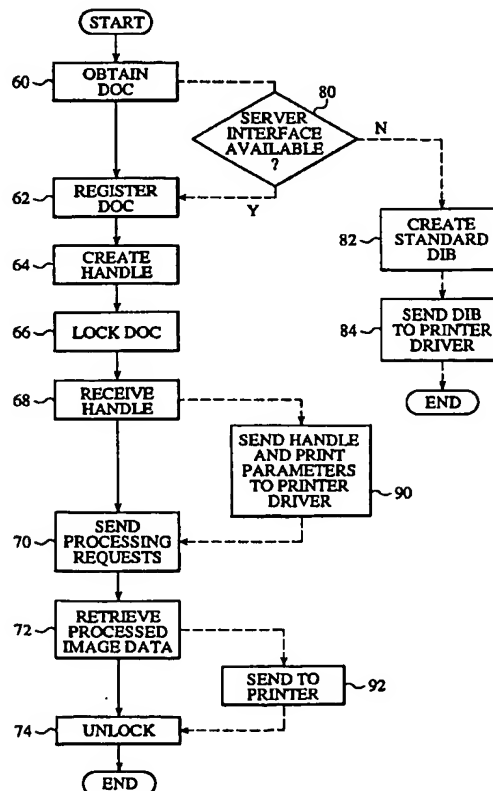 START
60
OBTAIN
DOC
80
SERVER
INTERFACE
AVAILABLE
?
N
Y
62
REGISTER
DOC
82
CREATE
STANDARD
DIB
64
CREATE
HANDLE
84
SEND DIB
TO PRINTER
DRIVER
66
LOCK DOC
END
68
RECEIVE
HANDLE
SEND HANDLE
AND PRINT
PARAMETERS
TO PRINTER
DRIVER
90
70
SEND
PROCESSING
REQUESTS
72
RETRIEVE
PROCESSED
IMAGE DATA
SEND TO
PRINTER
92
74
UNLOCK
END